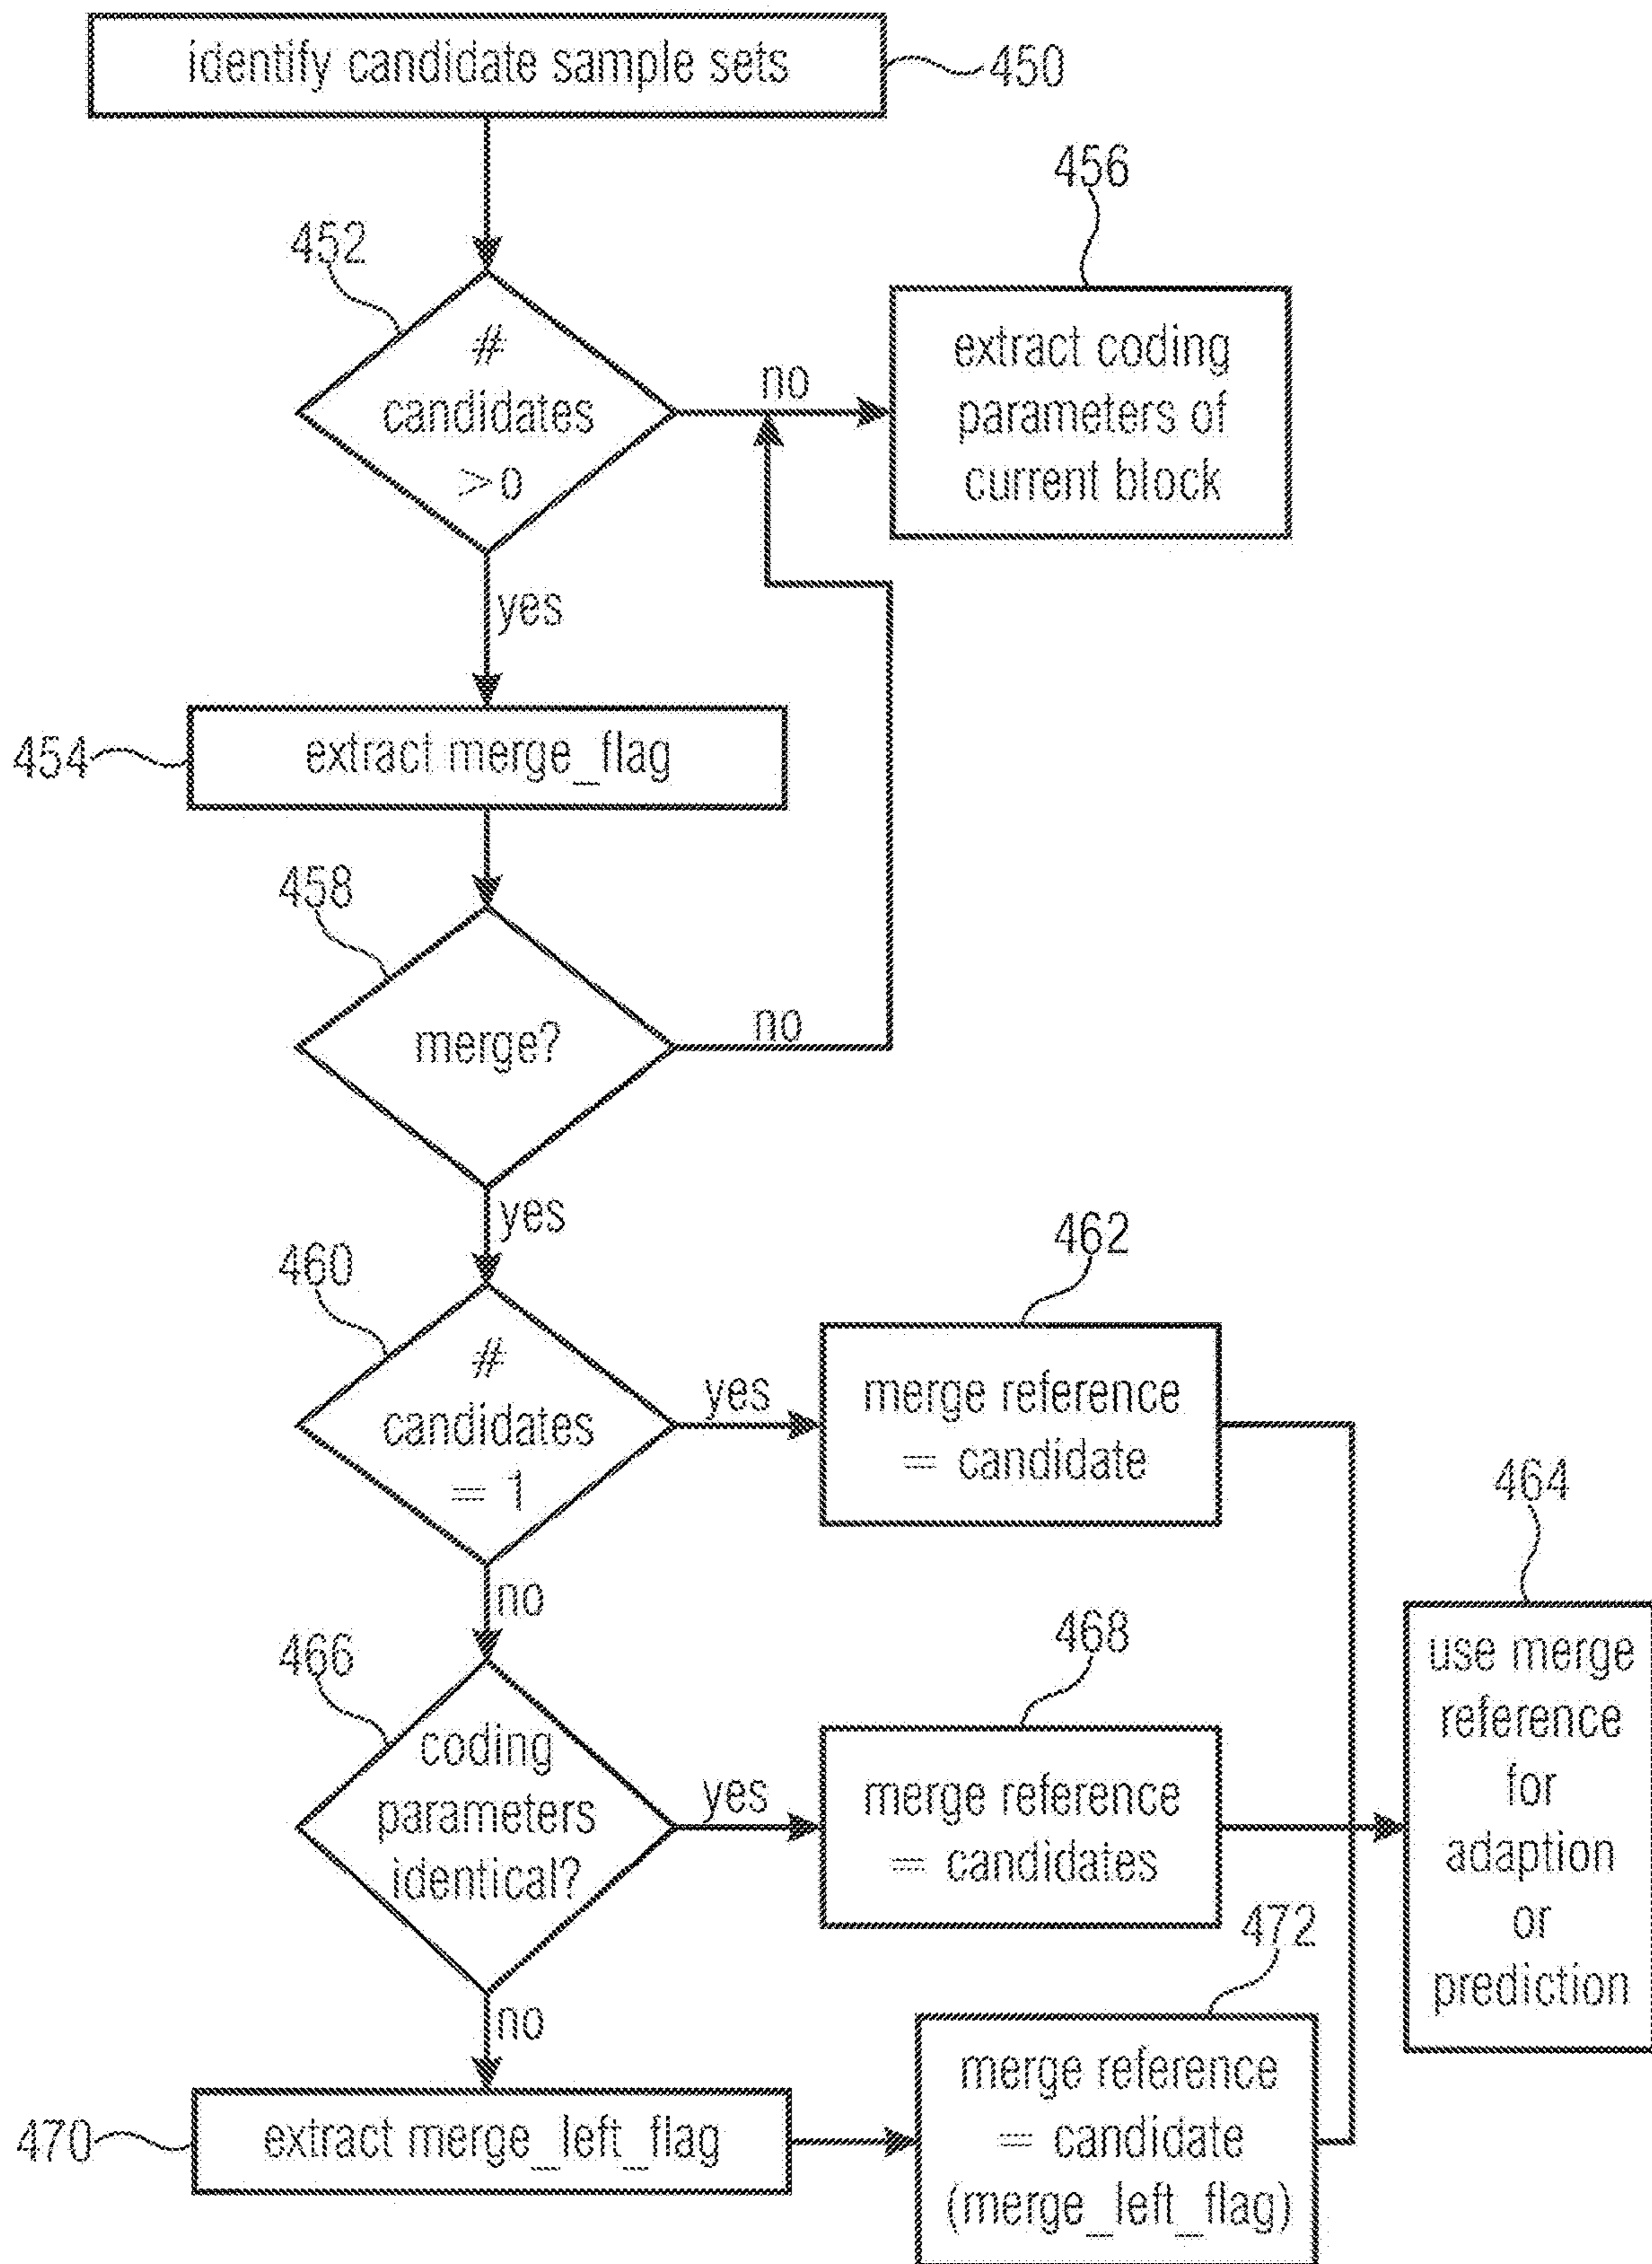 identify candidate sample sets
450
456
452
#
candidates
>0
no
extract coding
parameters of
current block
yes
454
extract merge_flag
458
merge?
no
yes
460
462
#
candidates
== 1
yes
merge reference
= candidate
464
no
466
468
coding
parameters
identical?
yes
merge reference
= candidates
use merge
reference
for
adaption
or
prediction
472
no
470
extract merge_left_flag
merge reference
= candidate
(merge_left_flag)